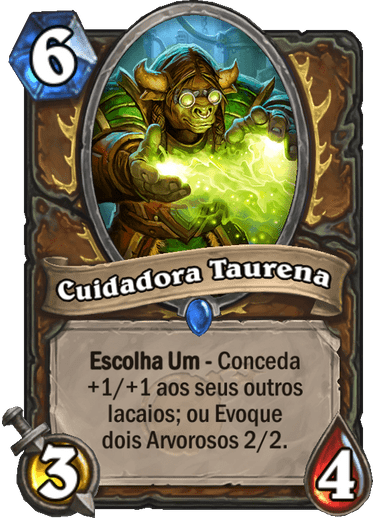 6
Cuidadora Taurena
Escolha Um - Conceda
+1/+1 aos seus outros
lacaios; ou Evoque
dois Arvorosos 2/2.
3
4